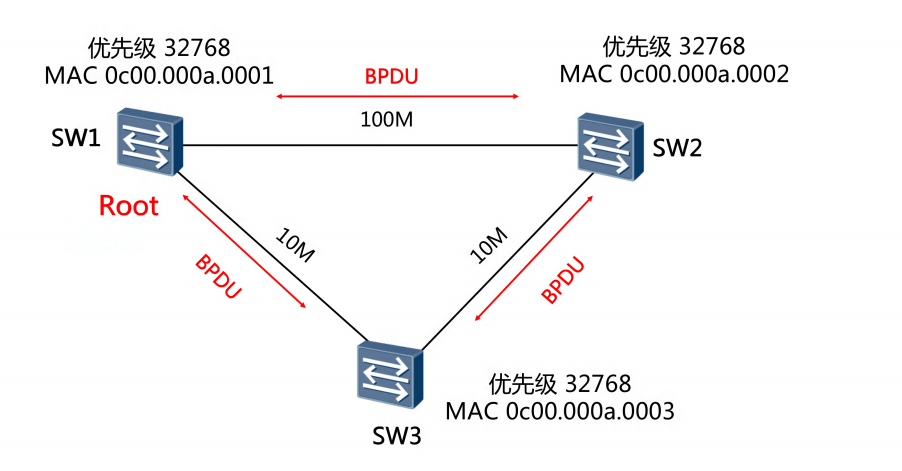 优先级 32768
MAC 0c00.000a.0001
优先级 32768
MAC 0c00.000a.0002
BPDU
100M
SW1
SW2
Root
10M
10M
BPDU
BPDU
优先级 32768
MAC 0c00.000a.0003
SW3